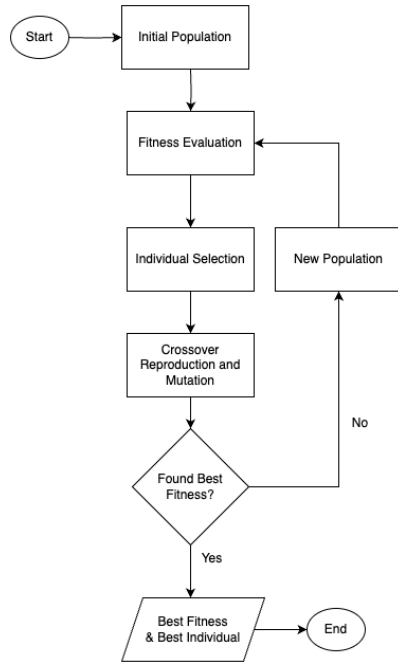 Start
Initial Population
Fitness Evaluation
Individual Selection
New Population
Crossover
Reproduction and
Mutation
No
Found Best
Fitness?
Yes
Best Fitness
& Best Individual
End